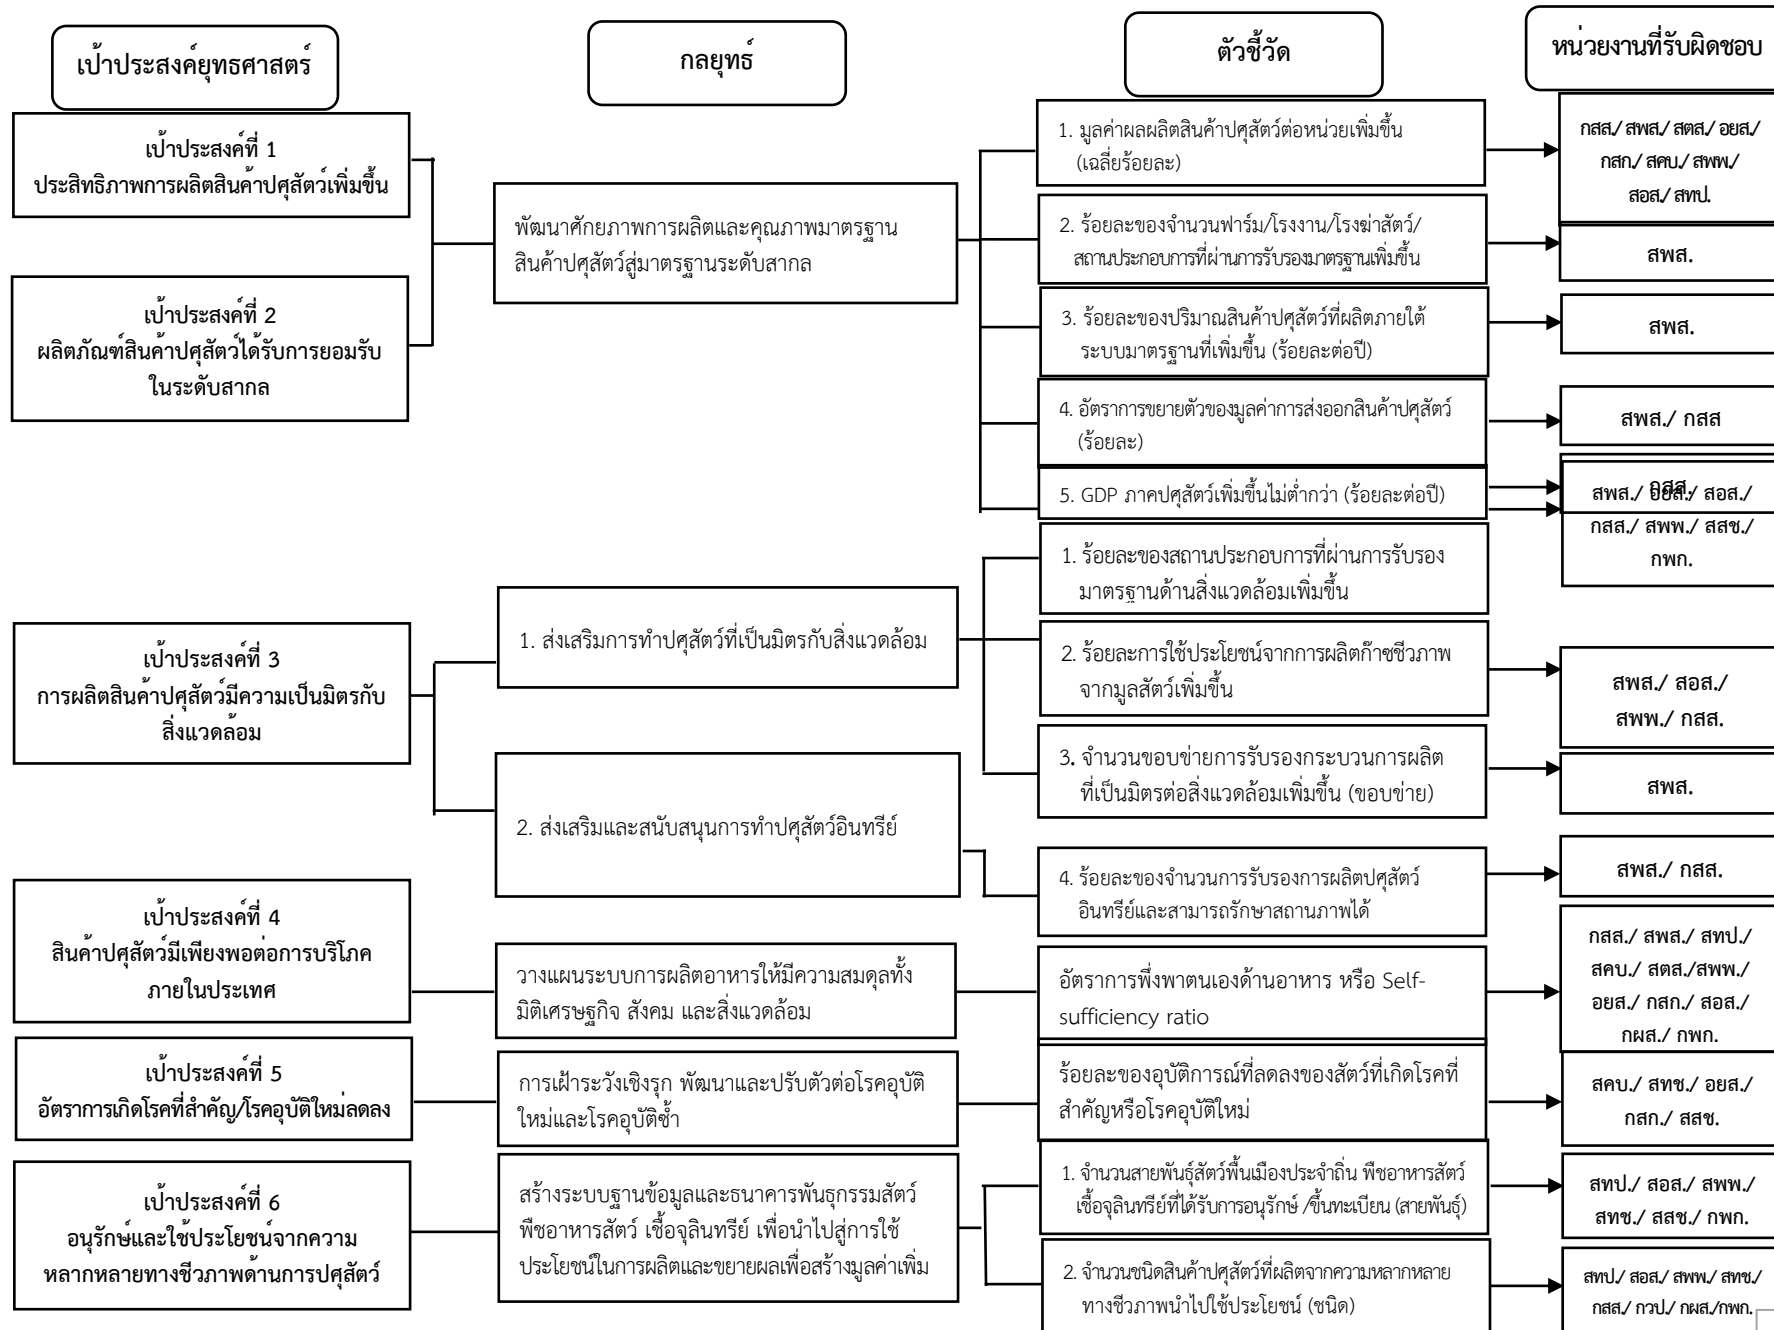 เป้าประสงค์ยุทธศาสตร์
กลยุทธ์
ตัวชี้วัด
หน่วยงานที่รับผิดชอบ
เป้าประสงค์ที่ 1
ประสิทธิภาพการผลิตสินค้าปศุสัตว์เพิ่มขึ้น
เป้าประสงค์ที่ 2
ผลิตภัณฑ์สินค้าปศุสัตว์ได้รับการยอมรับ
ในระดับสากล
พัฒนาศักยภาพการผลิตและคุณภาพมาตรฐาน
สินค้าปศุสัตว์สู่มาตรฐานระดับสากล
1. มูลค่าผลผลิตสินค้าปศุสัตว์ต่อหน่วยเพิ่มขึ้น
(เฉลี่ยร้อยละ)
กสส./ สพส./ สตส./ อยส./
กสก./ สคบ./ สพพ./
สอส./ สทป.
2. ร้อยละของจำนวนฟาร์ม/โรงงาน/โรงฆ่าสัตว์/
สถานประกอบการที่ผ่านการรับรองมาตรฐานเพิ่มขึ้น
สพส.
3. ร้อยละของปริมาณสินค้าปศุสัตว์ที่ผลิตภายใต้
ระบบมาตรฐานที่เพิ่มขึ้น (ร้อยละต่อปี)
สพส.
4. อัตราการขยายตัวของมูลค่าการส่งออกสินค้าปศุสัตว์
(ร้อยละ)
สพส./ กสส
5. GDP ภาคปศุสัตว์เพิ่มขึ้นไม่ต่ำกว่า (ร้อยละต่อปี)
กสส.
เป้าประสงค์ที่ 3
การผลิตสินค้าปศุสัตว์มีความเป็นมิตรกับ
สิ่งแวดล้อม
1. ส่งเสริมการทำปศุสัตว์ที่เป็นมิตรกับสิ่งแวดล้อม
2. ส่งเสริมและสนับสนุนการทำปศุสัตว์อินทรีย์
1. ร้อยละของสถานประกอบการที่ผ่านการรับรอง
มาตรฐานด้านสิ่งแวดล้อมเพิ่มขึ้น
สพส./ อยส./ สอส./
กสส./ สพพ./ สสช./
กพก.
2. ร้อยละการใช้ประโยชน์จากการผลิตก๊าซชีวภาพ
จากมูลสัตว์เพิ่มขึ้น
สพส./ สอส./
สพพ./ กสส.
3. จำนวนขอบข่ายการรับรองกระบวนการผลิต
ที่เป็นมิตรต่อสิ่งแวดล้อมเพิ่มขึ้น (ขอบข่าย)
สพส.
4. ร้อยละของจำนวนการรับรองการผลิตปศุสัตว์
อินทรีย์และสามารถรักษาสถานภาพได้
สพส./ กสส.
เป้าประสงค์ที่ 4
สินค้าปศุสัตว์มีเพียงพอต่อการบริโภค
ภายในประเทศ
วางแผนระบบการผลิตอาหารให้มีความสมดุลทั้ง
มิติเศรษฐกิจ สังคม และสิ่งแวดล้อม
อัตราการพึ่งพาตนเองด้านอาหาร หรือ Self-
sufficiency ratio
กสส./ สพส./ สทป./
สคบ./ สตส./สพพ./
อยส./ กสก./ สอส./
กผส./ กพก.
เป้าประสงค์ที่ 5
อัตราการเกิดโรคที่สำคัญ/โรคอุบัติใหม่ลดลง
การเฝ้าระวังเชิงรุก พัฒนาและปรับตัวต่อโรคอุบัติ
ใหม่และโรคอุบัติซ้ำ
ร้อยละของอุบัติการณ์ที่ลดลงของสัตว์ที่เกิดโรคที่
สำคัญหรือโรคอุบัติใหม่
สคบ./ สทช./ อยส./
กสก./ สสช.
เป้าประสงค์ที่ 6
อนุรักษ์และใช้ประโยชน์จากความ
หลากหลายทางชีวภาพด้านการปศุสัตว์
สร้างระบบฐานข้อมูลและธนาคารพันธุกรรมสัตว์
พืชอาหารสัตว์ เชื้อจุลินทรีย์ เพื่อนำไปสู่การใช้
ประโยชน์ในการผลิตและขยายผลเพื่อสร้างมูลค่าเพิ่ม
1. จำนวนสายพันธุ์สัตว์พื้นเมืองประจำถิ่น พืชอาหารสัตว์
เชื้อจุลินทรีย์ที่ได้รับการอนุรักษ์ /ขึ้นทะเบียน (สายพันธุ์)
สทป./ สอส./ สพพ./
สทช./ สสช./ กพก.
2. จำนวนชนิดสินค้าปศุสัตว์ที่ผลิตจากความหลากหลาย
ทางชีวภาพนำไปใช้ประโยชน์ (ชนิด)
สทป./ สอส./ สพพ./ สทช./
กสส./ กวป./ กผส./กพก.